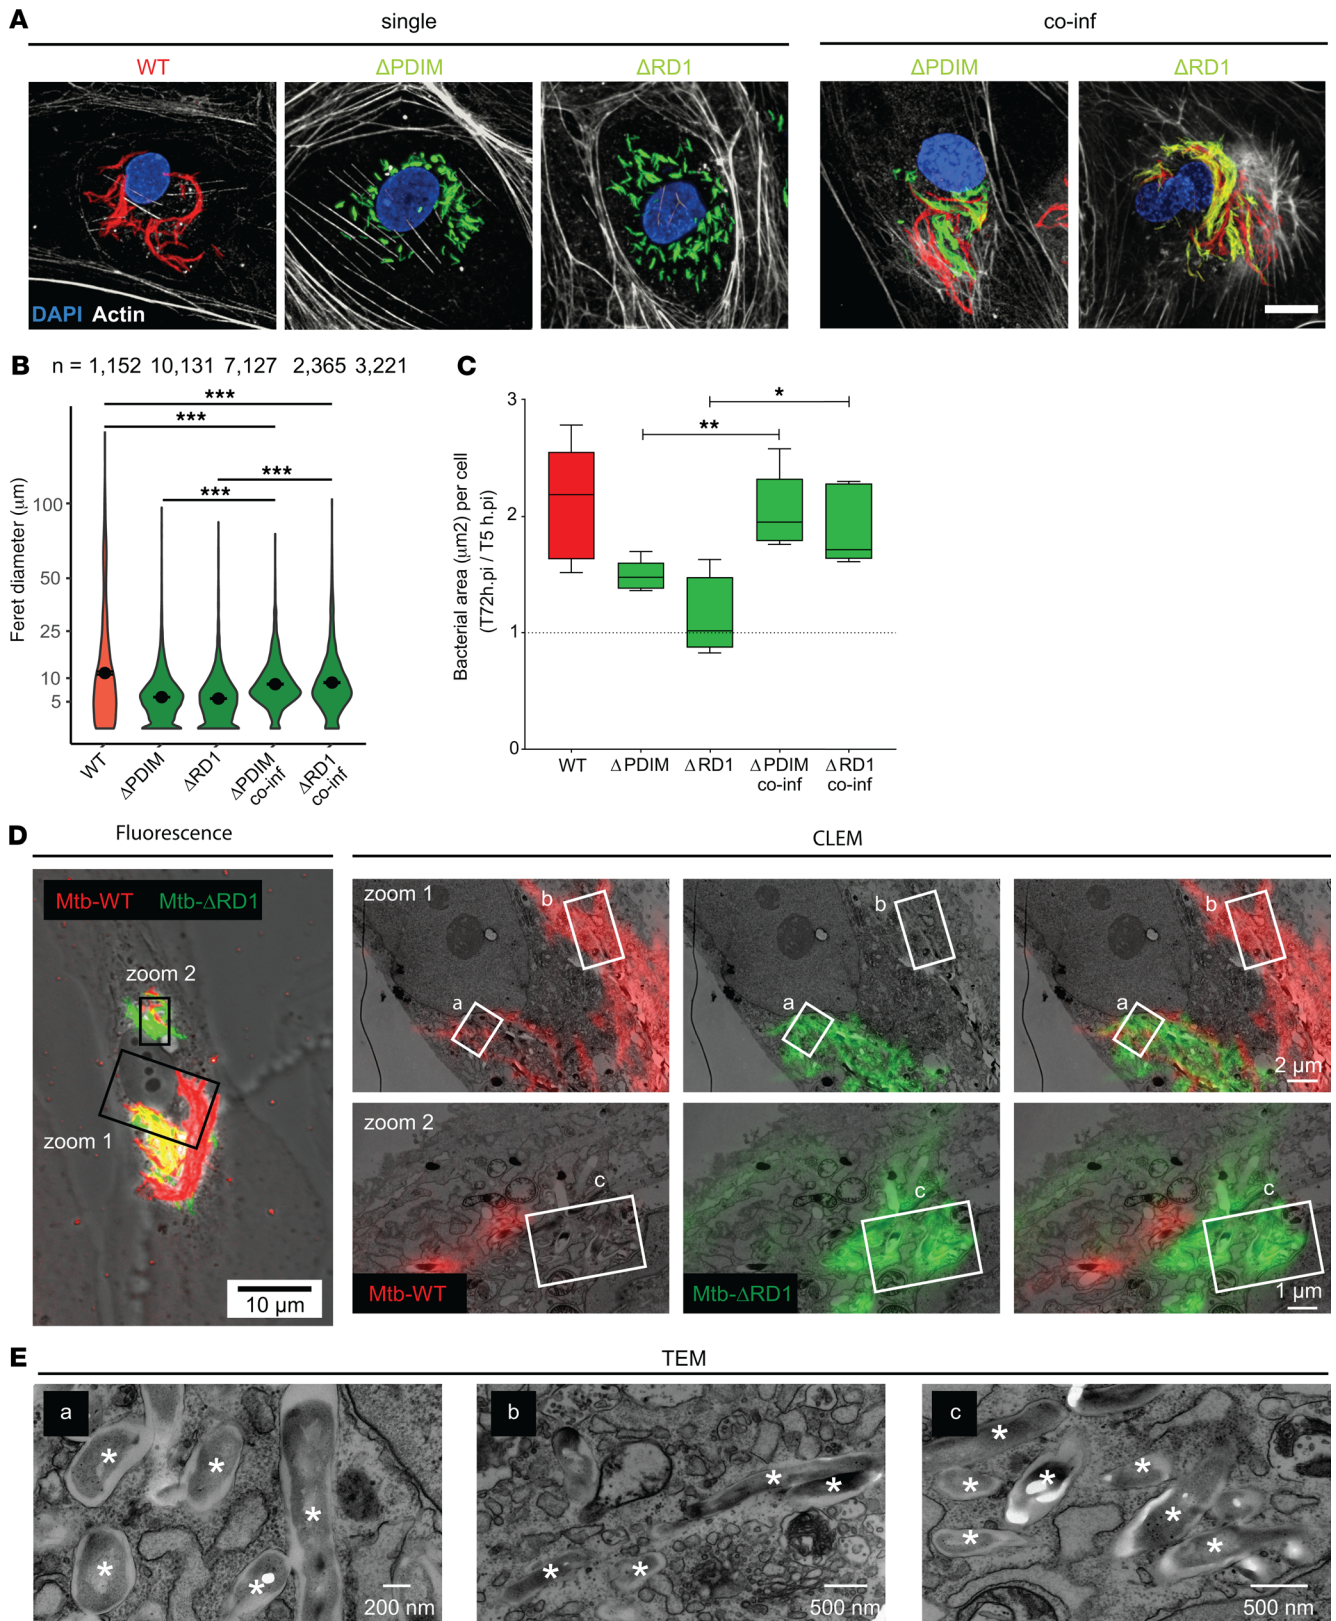 A
single
co-inf
WT
ΔPDIM
ΔRD1
ΔPDIM
ΔRD1
DAPI Actin
B
n = 1,152 10,131 7,127 2,365 3,221
***
***
***
***
Feret diameter (μm)
100
50
25
10
5
WT
ΔPDIM
ΔRD1
ΔPDIM
co-inf
ΔRD1
co-inf
C
*
**
Bacterial area (μm2) per cell
(T72h.pi / T5 h.pi)
3
2
1
0
WT
ΔPDIM
ΔRD1
ΔPDIM
co-inf
ΔRD1
co-inf
D
Fluorescence
CLEM
Mtb-WT Mtb-ΔRD1
zoom 2
zoom 1
10 μm
zoom 1
b
a
b
a
b
a
2 μm
zoom 2
c
Mtb-WT
c
Mtb-ΔRD1
c
1 μm
E
TEM
a
* * * * *
200 nm
b
* * * *
500 nm
c
* * * * * * *
500 nm